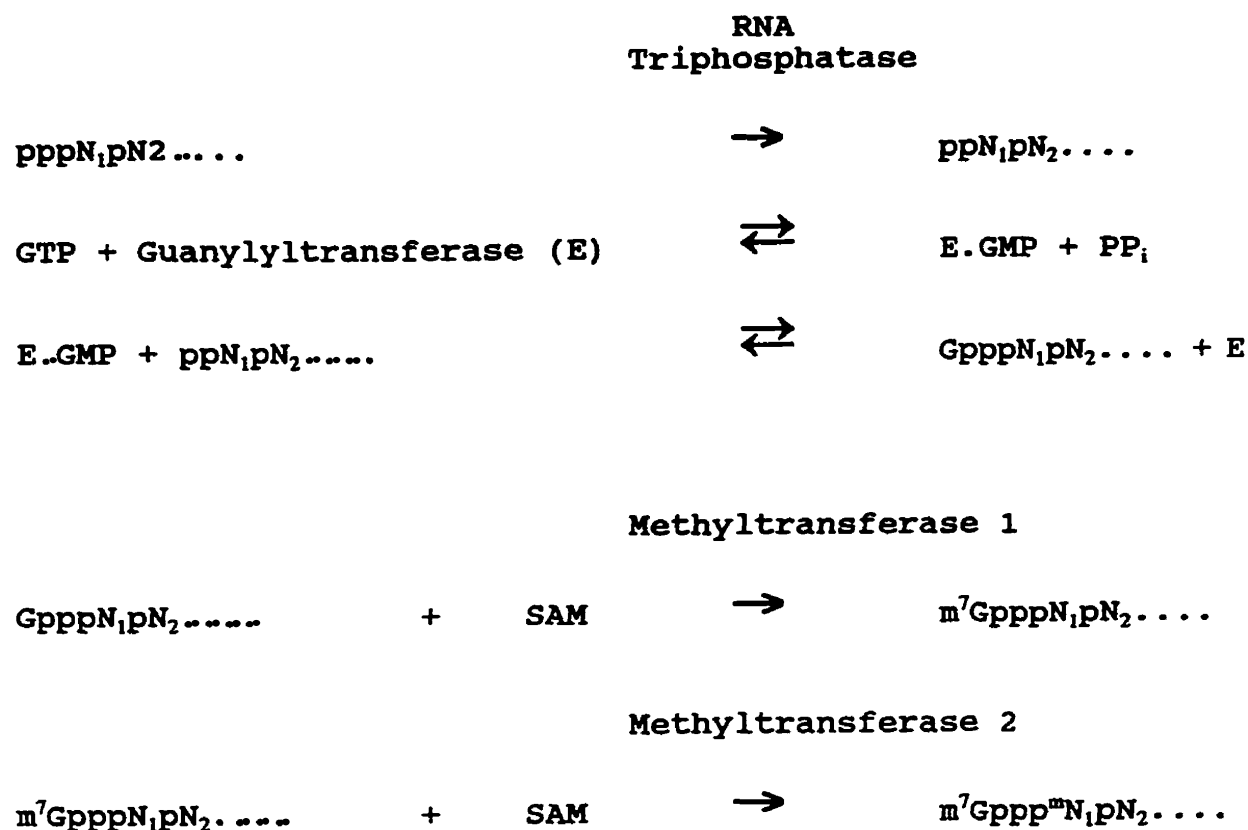 RNA
Triphosphatase
pppN₁pN2..... → ppN₁pN₂....
GTP + Guanylyltransferase (E) ⇄ E.GMP + PPᵢ
E..GMP + ppN₁pN₂..... ⇄ GpppN₁pN₂.... + E
Methyltransferase 1
GpppN₁pN₂..... + SAM → m⁷GpppN₁pN₂....
Methyltransferase 2
m⁷GpppN₁pN₂..... + SAM → m⁷GpppᵐN₁pN₂....